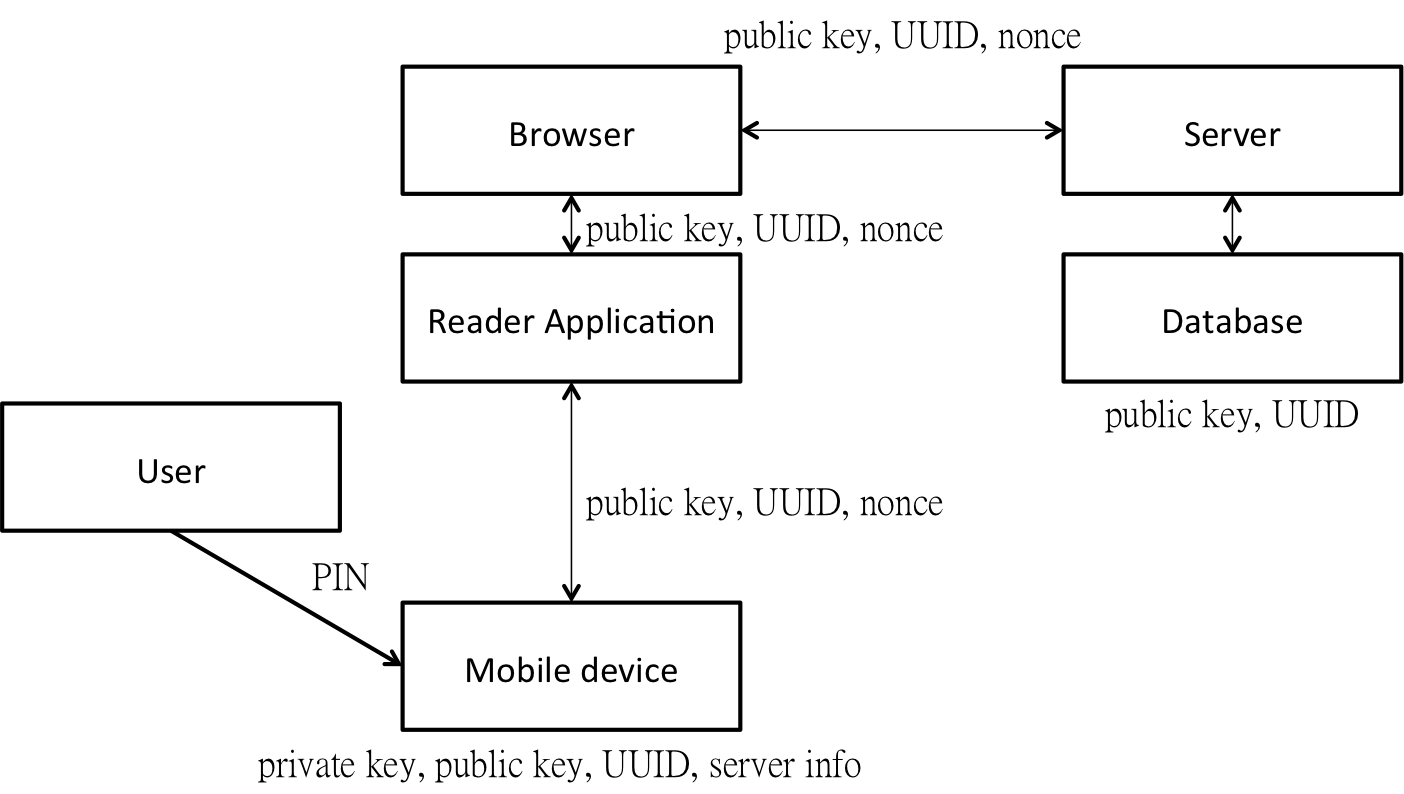 public key, UUID, nonce
Browser
Server
public key, UUID, nonce
Reader Application
Database
public key, UUID
User
public key, UUID, nonce
PIN
Mobile device
private key, public key, UUID, server info